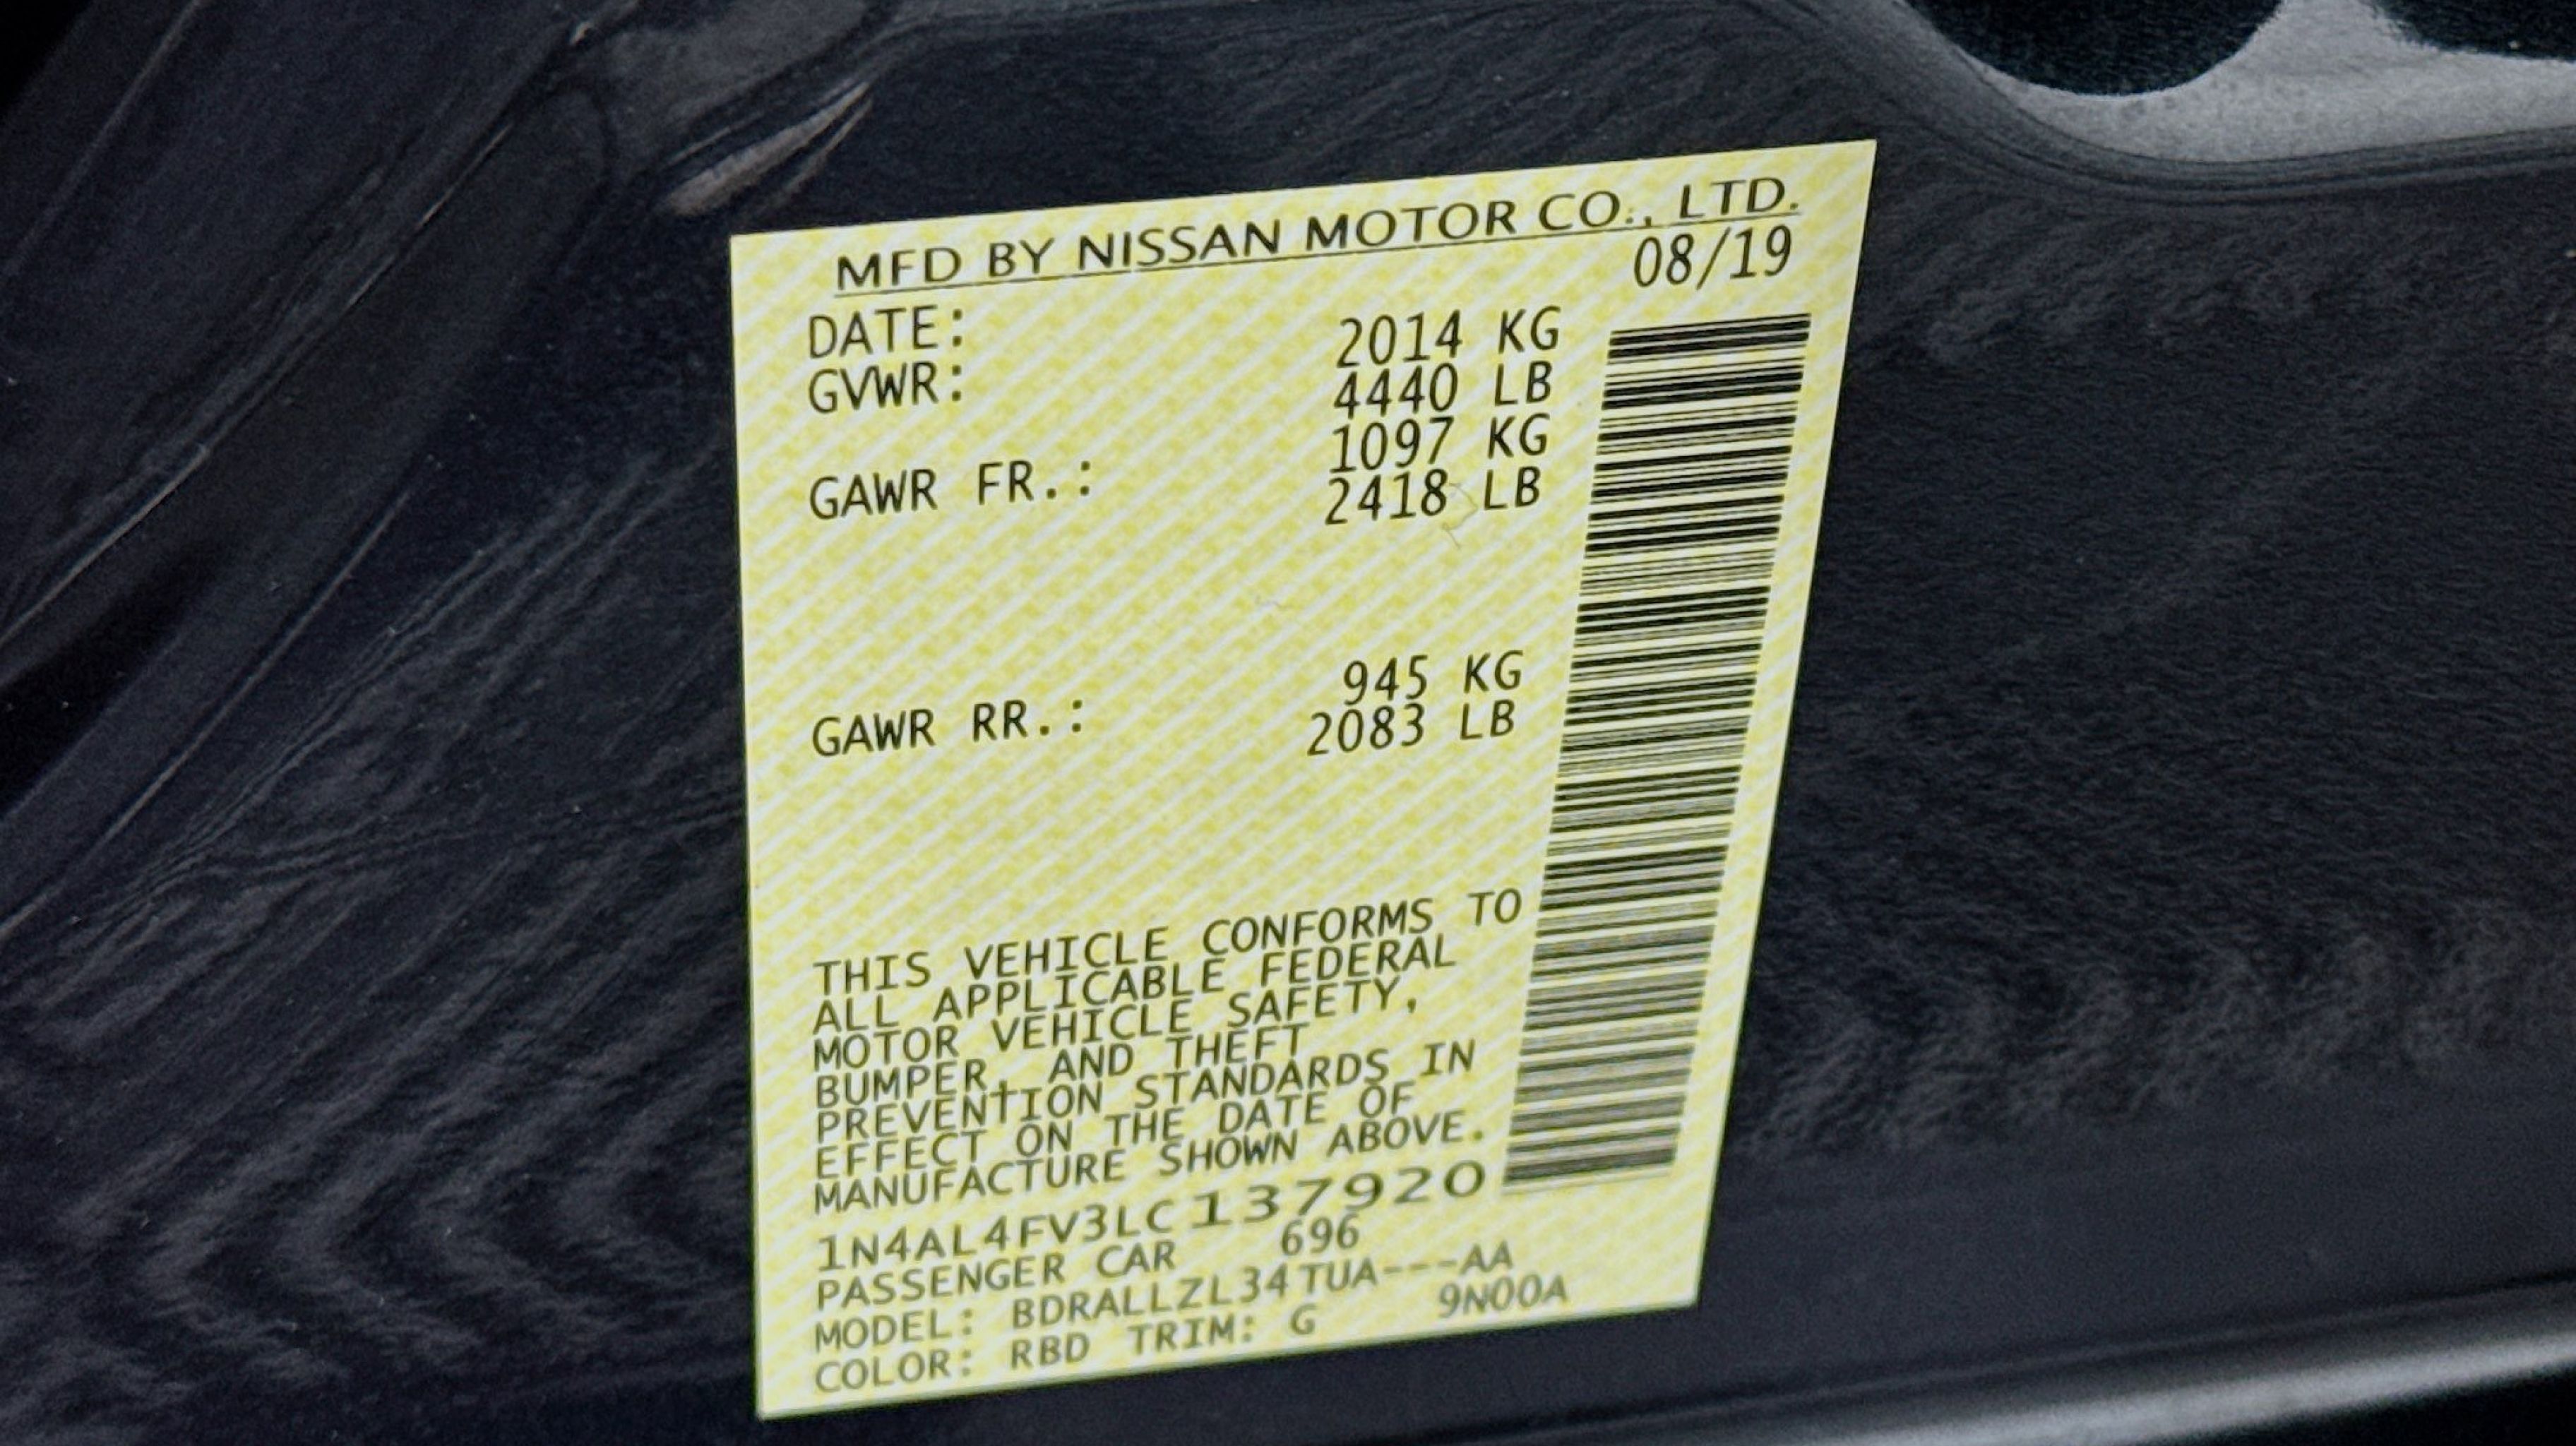 MFD BY NISSAN MOTOR CO., LTD.
DATE: 08/19
GVWR: 2014 KG
4440 LB
GAWR FR.: 1097 KG
2418 LB
GAWR RR.: 945 KG
2083 LB
THIS VEHICLE CONFORMS TO
ALL APPLICABLE FEDERAL
MOTOR VEHICLE SAFETY,
BUMPER, AND THEFT
PREVENTION STANDARDS IN
EFFECT ON THE DATE OF
MANUFACTURE SHOWN ABOVE.
1N4AL4FV3LC137920
PASSENGER CAR 696
MODEL: BDRALLZL34TUA---AA
COLOR: RBD TRIM: G 9N00A